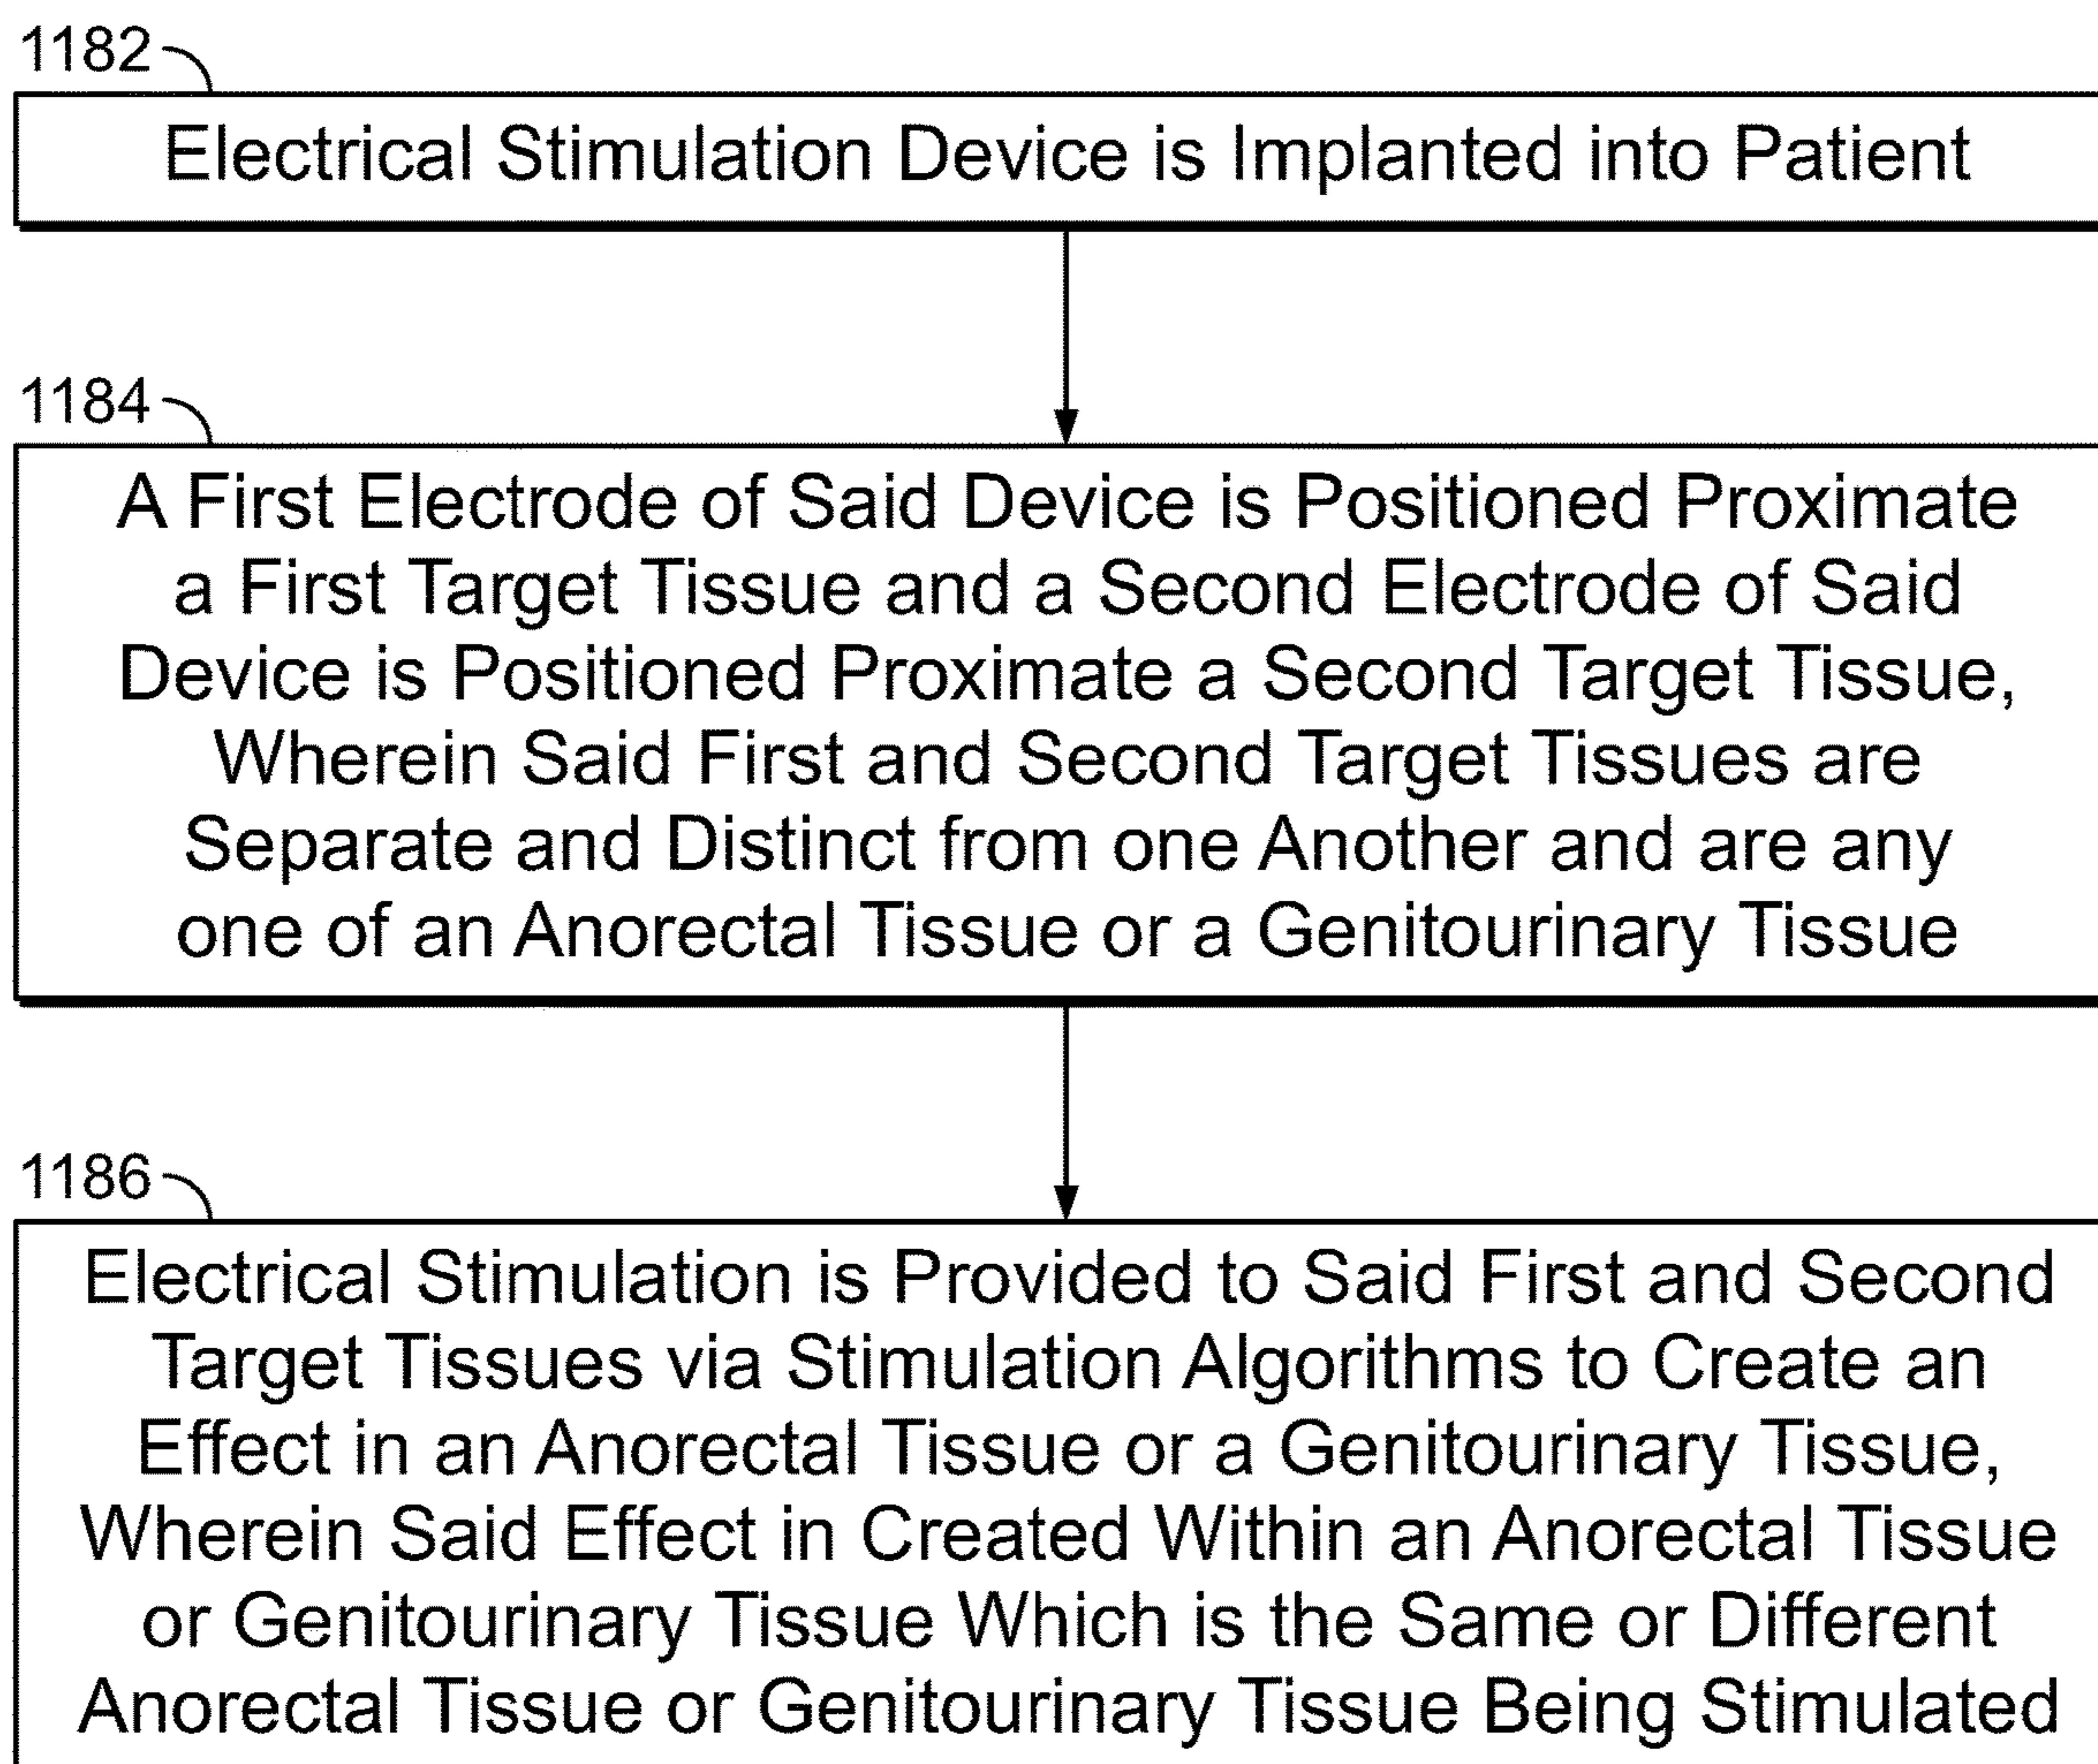 1182
Electrical Stimulation Device is Implanted into Patient
1184
A First Electrode of Said Device is Positioned Proximate
a First Target Tissue and a Second Electrode of Said
Device is Positioned Proximate a Second Target Tissue,
Wherein Said First and Second Target Tissues are
Separate and Distinct from one Another and are any
one of an Anorectal Tissue or a Genitourinary Tissue
1186
Electrical Stimulation is Provided to Said First and Second
Target Tissues via Stimulation Algorithms to Create an
Effect in an Anorectal Tissue or a Genitourinary Tissue,
Wherein Said Effect in Created Within an Anorectal Tissue
or Genitourinary Tissue Which is the Same or Different
Anorectal Tissue or Genitourinary Tissue Being Stimulated